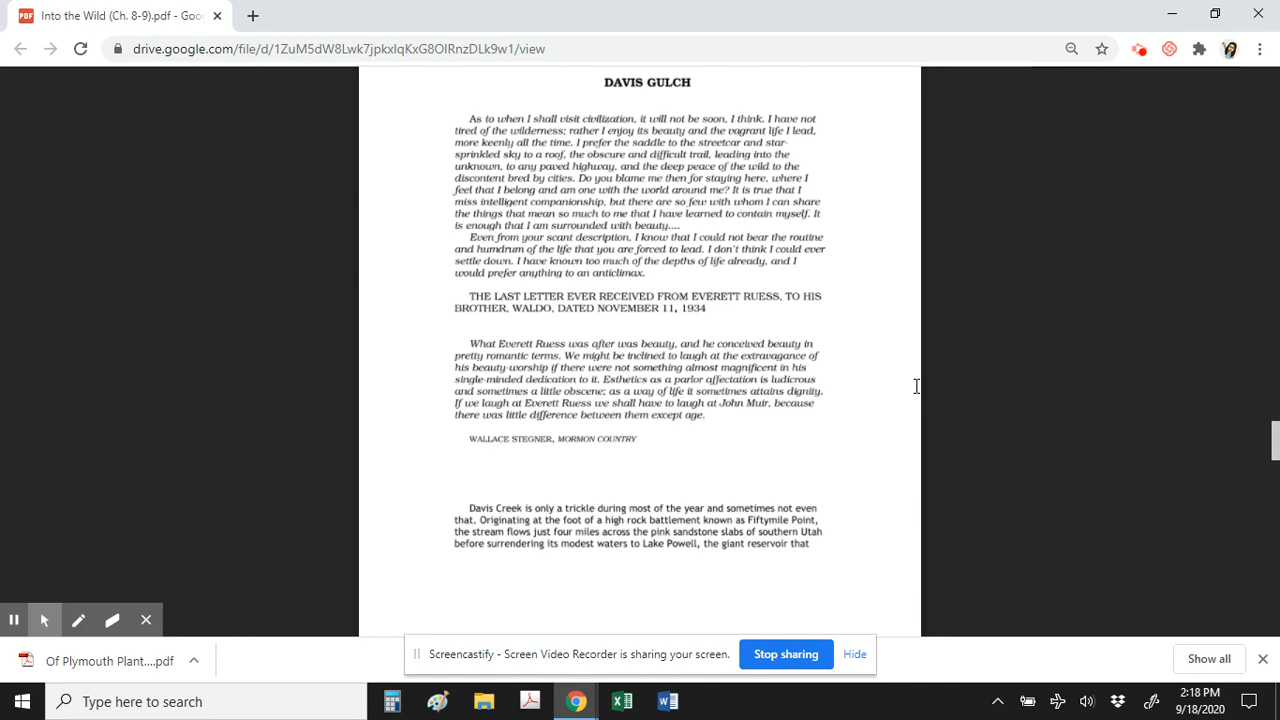 Into the Wild (Ch. 8-9).pdf - Goo
drive.google.com/file/d/1ZuM5dW8Lwk7jpkxlqKxG8OlRnzDLk9w1/view
DAVIS GULCH
As to when I shall visit civilization, it will not be soon, I think. I have not
tired of the wilderness; rather I enjoy its beauty and the vagrant life I lead,
more keenly all the time. I prefer the saddle to the streetcar and star-
sprinkled sky to a roof, the obscure and difficult trail, leading into the
unknown, to any paved highway, and the deep peace of the wild to the
discontent bred by cities. Do you blame me then for staying here, where I
feel that I belong and am one with the world around me? It is true that I
miss intelligent companionship, but there are so few with whom I can share
the things that mean so much to me that I have learned to contain myself. It
is enough that I am surrounded with beauty....
Even from your scant description, I know that I could not bear the routine
and humdrum of the life that you are forced to lead. I don't think I could ever
settle down. I have known too much of the depths of life already, and I
would prefer anything to an anticlimax.
THE LAST LETTER EVER RECEIVED FROM EVERETT RUESS, TO HIS
BROTHER, WALDO, DATED NOVEMBER 11, 1934
What Everett Ruess was after was beauty, and he conceived beauty in
pretty romantic terms. We might be inclined to laugh at the extravagance of
his beauty-worship if there were not something almost magnificent in his
single-minded dedication to it. Esthetics as a parlor affectation is ludicrous
and sometimes a little obscene; as a way of life it sometimes attains dignity.
If we laugh at Everett Ruess we shall have to laugh at John Muir, because
there was little difference between them except age.
WALLACE STEGNER, MORMON COUNTRY
Davis Creek is only a trickle during most of the year and sometimes not even
that. Originating at the foot of a high rock battlement known as Fiftymile Point,
the stream flows just four miles across the pink sandstone slabs of southern Utah
before surrendering its modest waters to Lake Powell, the giant reservoir that
Screencastify - Screen Video Recorder is sharing your screen.
Stop sharing
Hide
Of Plymouth Plant....pdf
Show all
Type here to search
2:18 PM
9/18/2020